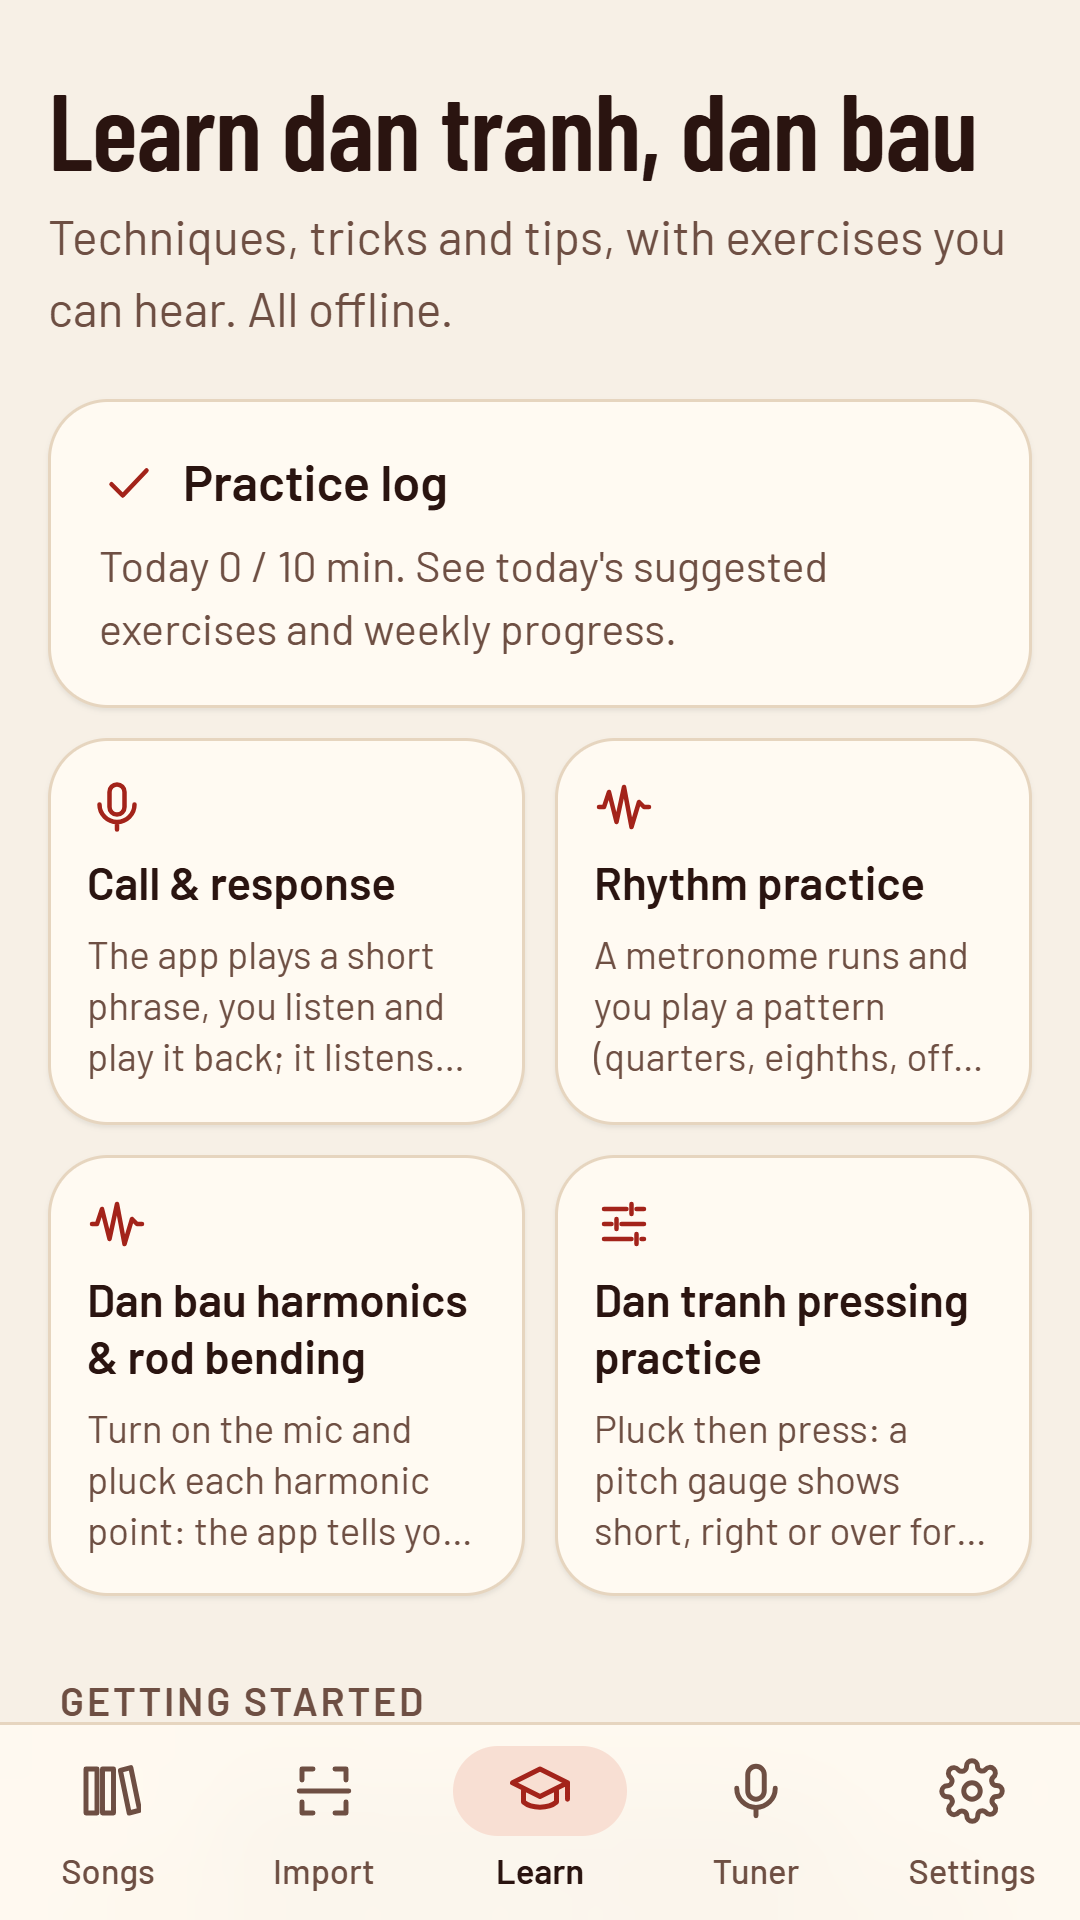 Learn dan tranh, dan bau
Techniques, tricks and tips, with exercises you
can hear. All offline.
Practice log
Today 0 / 10 min. See today's suggested
exercises and weekly progress.
Call & response
The app plays a short
phrase, you listen and
play it back; it listens...
Rhythm practice
A metronome runs and
you play a pattern
(quarters, eighths, off...
Dan bau harmonics
& rod bending
Turn on the mic and
pluck each harmonic
point: the app tells yo...
Dan tranh pressing
practice
Pluck then press: a
pitch gauge shows
short, right or over for...
GETTING STARTED
Songs
Import
Learn
Tuner
Settings